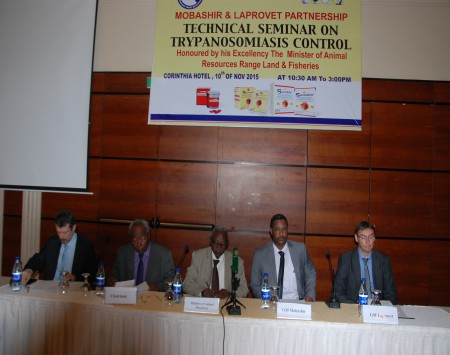 MOBASHIR & LAPROVET PARTNERSHIP
TECHNICAL SEMINAR ON
TRYPANOSOMIASIS CONTROL
Honoured by his Excellency The Minister of Animal
Resources Range Land & Fisheries
CORINTHIA HOTEL , 10TH OF NOV 2015 AT 10:30 AM To 3:00PM